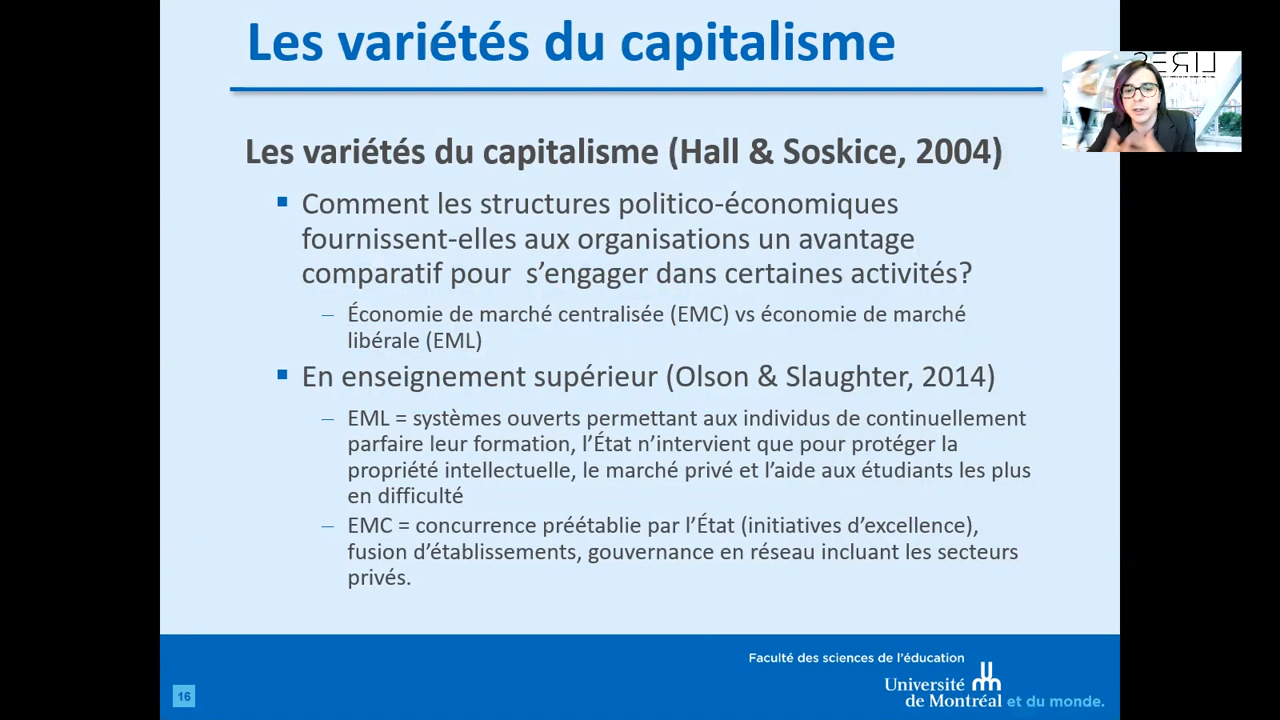 Les variétés du capitalisme
LIRES
Les variétés du capitalisme (Hall & Soskice, 2004)
▪ Comment les structures politico-économiques
fournissent-elles aux organisations un avantage
comparatif pour s’engager dans certaines activités?
– Économie de marché centralisée (EMC) vs économie de marché
libérale (EML)
▪ En enseignement supérieur (Olson & Slaughter, 2014)
– EML = systèmes ouverts permettant aux individus de continuellement
parfaire leur formation, l’État n’intervient que pour protéger la
propriété intellectuelle, le marché privé et l’aide aux étudiants les plus
en difficulté
– EMC = concurrence préétablie par l’État (initiatives d’excellence),
fusion d’établissements, gouvernance en réseau incluant les secteurs
privés.
Faculté des sciences de l’éducation
Université
de Montréal et du monde.
16